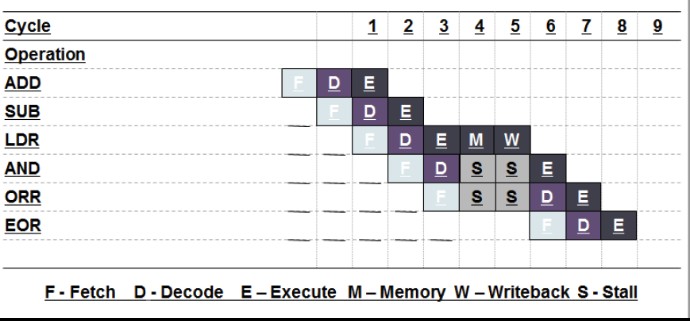 Cycle 1 2 3 4 5 6 7 8 9
Operation
ADD F D E
SUB F D E
LDR F D E M W
AND F D S S E
ORR F S S D E
EOR F D E
F - Fetch D - Decode E – Execute M – Memory W – Writeback S - Stall